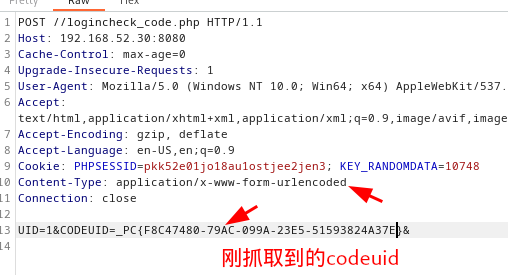 Raw
Hex
1 POST //logincheck_code.php HTTP/1.1
2 Host: 192.168.52.30:8080
3 Cache-Control: max-age=0
4 Upgrade-Insecure-Requests: 1
5 User-Agent: Mozilla/5.0 (Windows NT 10.0; Win64; x64) AppleWebKit/537.
6 Accept:
text/html,application/xhtml+xml,application/xml;q=0.9,image/avif,image
7 Accept-Encoding: gzip, deflate
8 Accept-Language: en-US,en;q=0.9
9 Cookie: PHPSESSID=pkk52e01jo18au1ostjee2jen3; KEY_RANDOMDATA=10748
10 Content-Type: application/x-www-form-urlencoded
11 Connection: close
12
13 UID=1&CODEUID=_PC{F8C47480-79AC-099A-23E5-51593824A37E}&
刚抓取到的codeuid